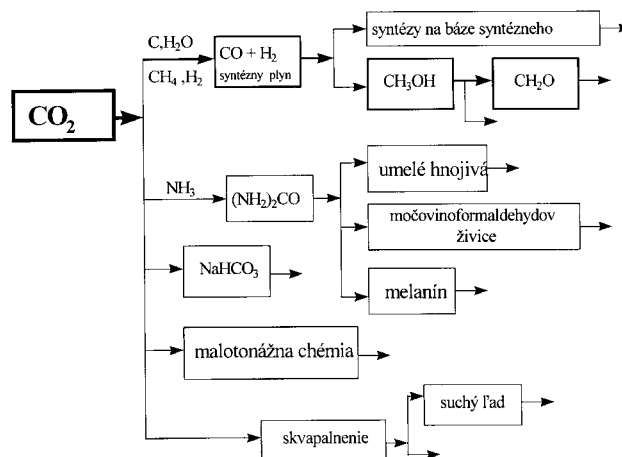 C,H₂O
CH₄ ,H₂
CO + H₂
syntézny plyn
syntézy na báze syntézneho
CH₃OH
CH₂O
CO₂
NH₃
(NH₂)₂CO
umelé hnojivá
močovinoformaldehydov
živice
melanín
NaHCO₃
malotonážna chémia
skvapalnenie
suchý ľad